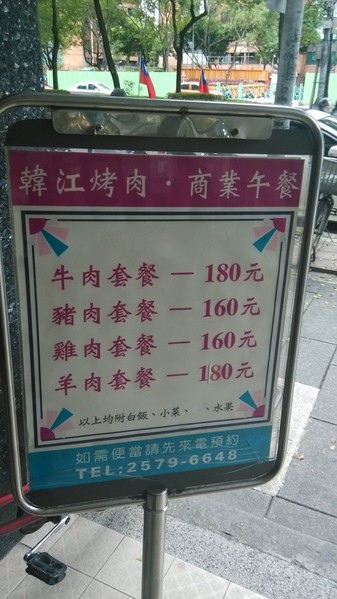 韓江烤肉・商業午餐
牛肉套餐 — 180元
豬肉套餐 — 160元
雞肉套餐 — 160元
羊肉套餐 — 180元
以上均附白飯、小菜、 、水果
如需便當請先來電預約
TEL:2579-6648